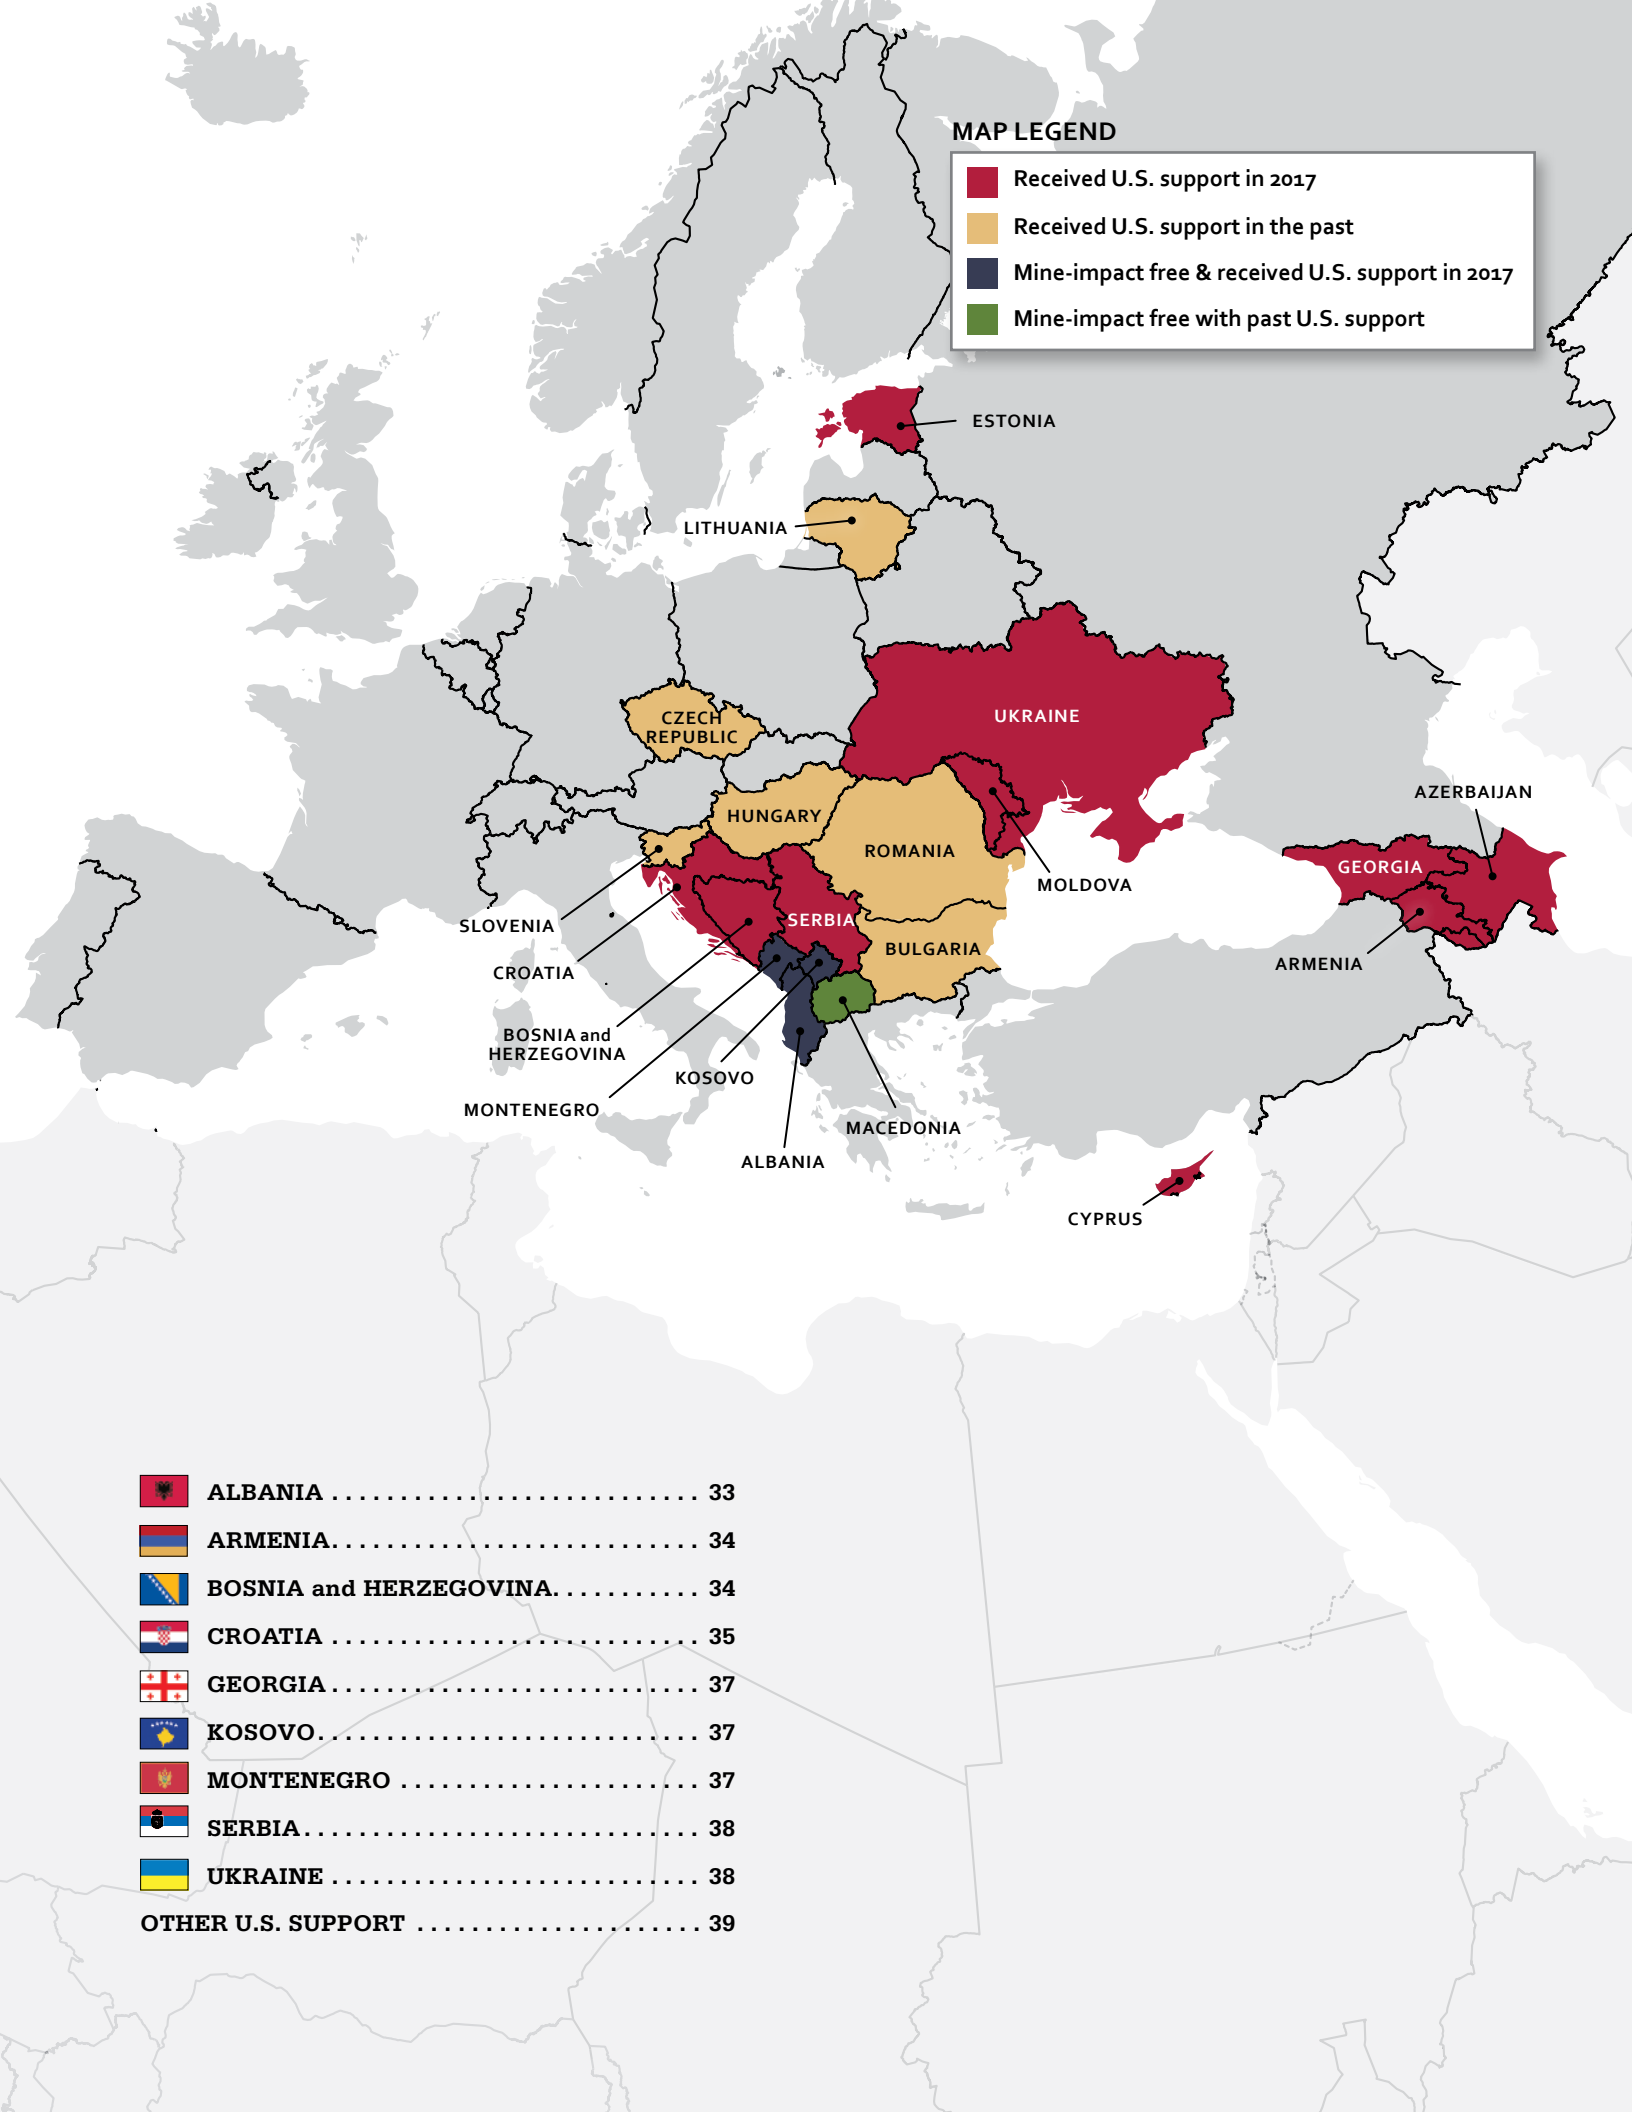 MAP LEGEND
Received U.S. support in 2017
Received U.S. support in the past
Mine-impact free & received U.S. support in 2017
Mine-impact free with past U.S. support
ESTONIA
LITHUANIA
UKRAINE
CZECH
REPUBLIC
AZERBAIJAN
HUNGARY
ROMANIA
GEORGIA
MOLDOVA
SLOVENIA
SERBIA
BULGARIA
CROATIA
ARMENIA
BOSNIA and
HERZEGOVINA
KOSOVO
MONTENEGRO
MACEDONIA
ALBANIA
CYPRUS
ALBANIA . . . . . . . . . . . . . . . . . . . . . . . . . . . 33
ARMENIA. . . . . . . . . . . . . . . . . . . . . . . . . . . 34
BOSNIA and HERZEGOVINA. . . . . . . . . . . 34
CROATIA . . . . . . . . . . . . . . . . . . . . . . . . . . . 35
GEORGIA . . . . . . . . . . . . . . . . . . . . . . . . . . . 37
KOSOVO. . . . . . . . . . . . . . . . . . . . . . . . . . . . 37
MONTENEGRO . . . . . . . . . . . . . . . . . . . . . . 37
SERBIA. . . . . . . . . . . . . . . . . . . . . . . . . . . . . 38
UKRAINE . . . . . . . . . . . . . . . . . . . . . . . . . . . 38
OTHER U.S. SUPPORT . . . . . . . . . . . . . . . . . . . . . 39